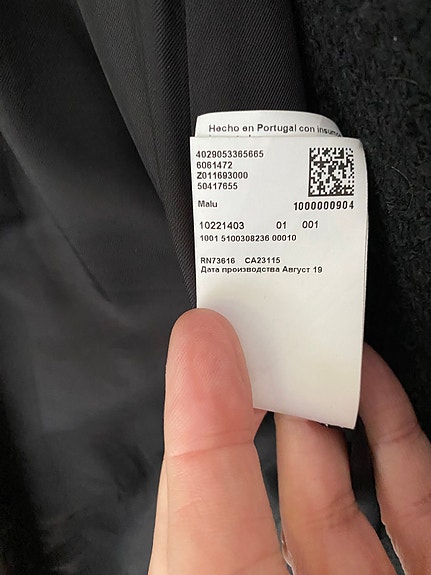 Hecho en Portugal con insumos
4029053365665
6061472
Z011693000
50417655
Malu 1000000904
10221403 01 001
1001 5100308236 00010
RN73616 CA23115
Дата производства Август 19